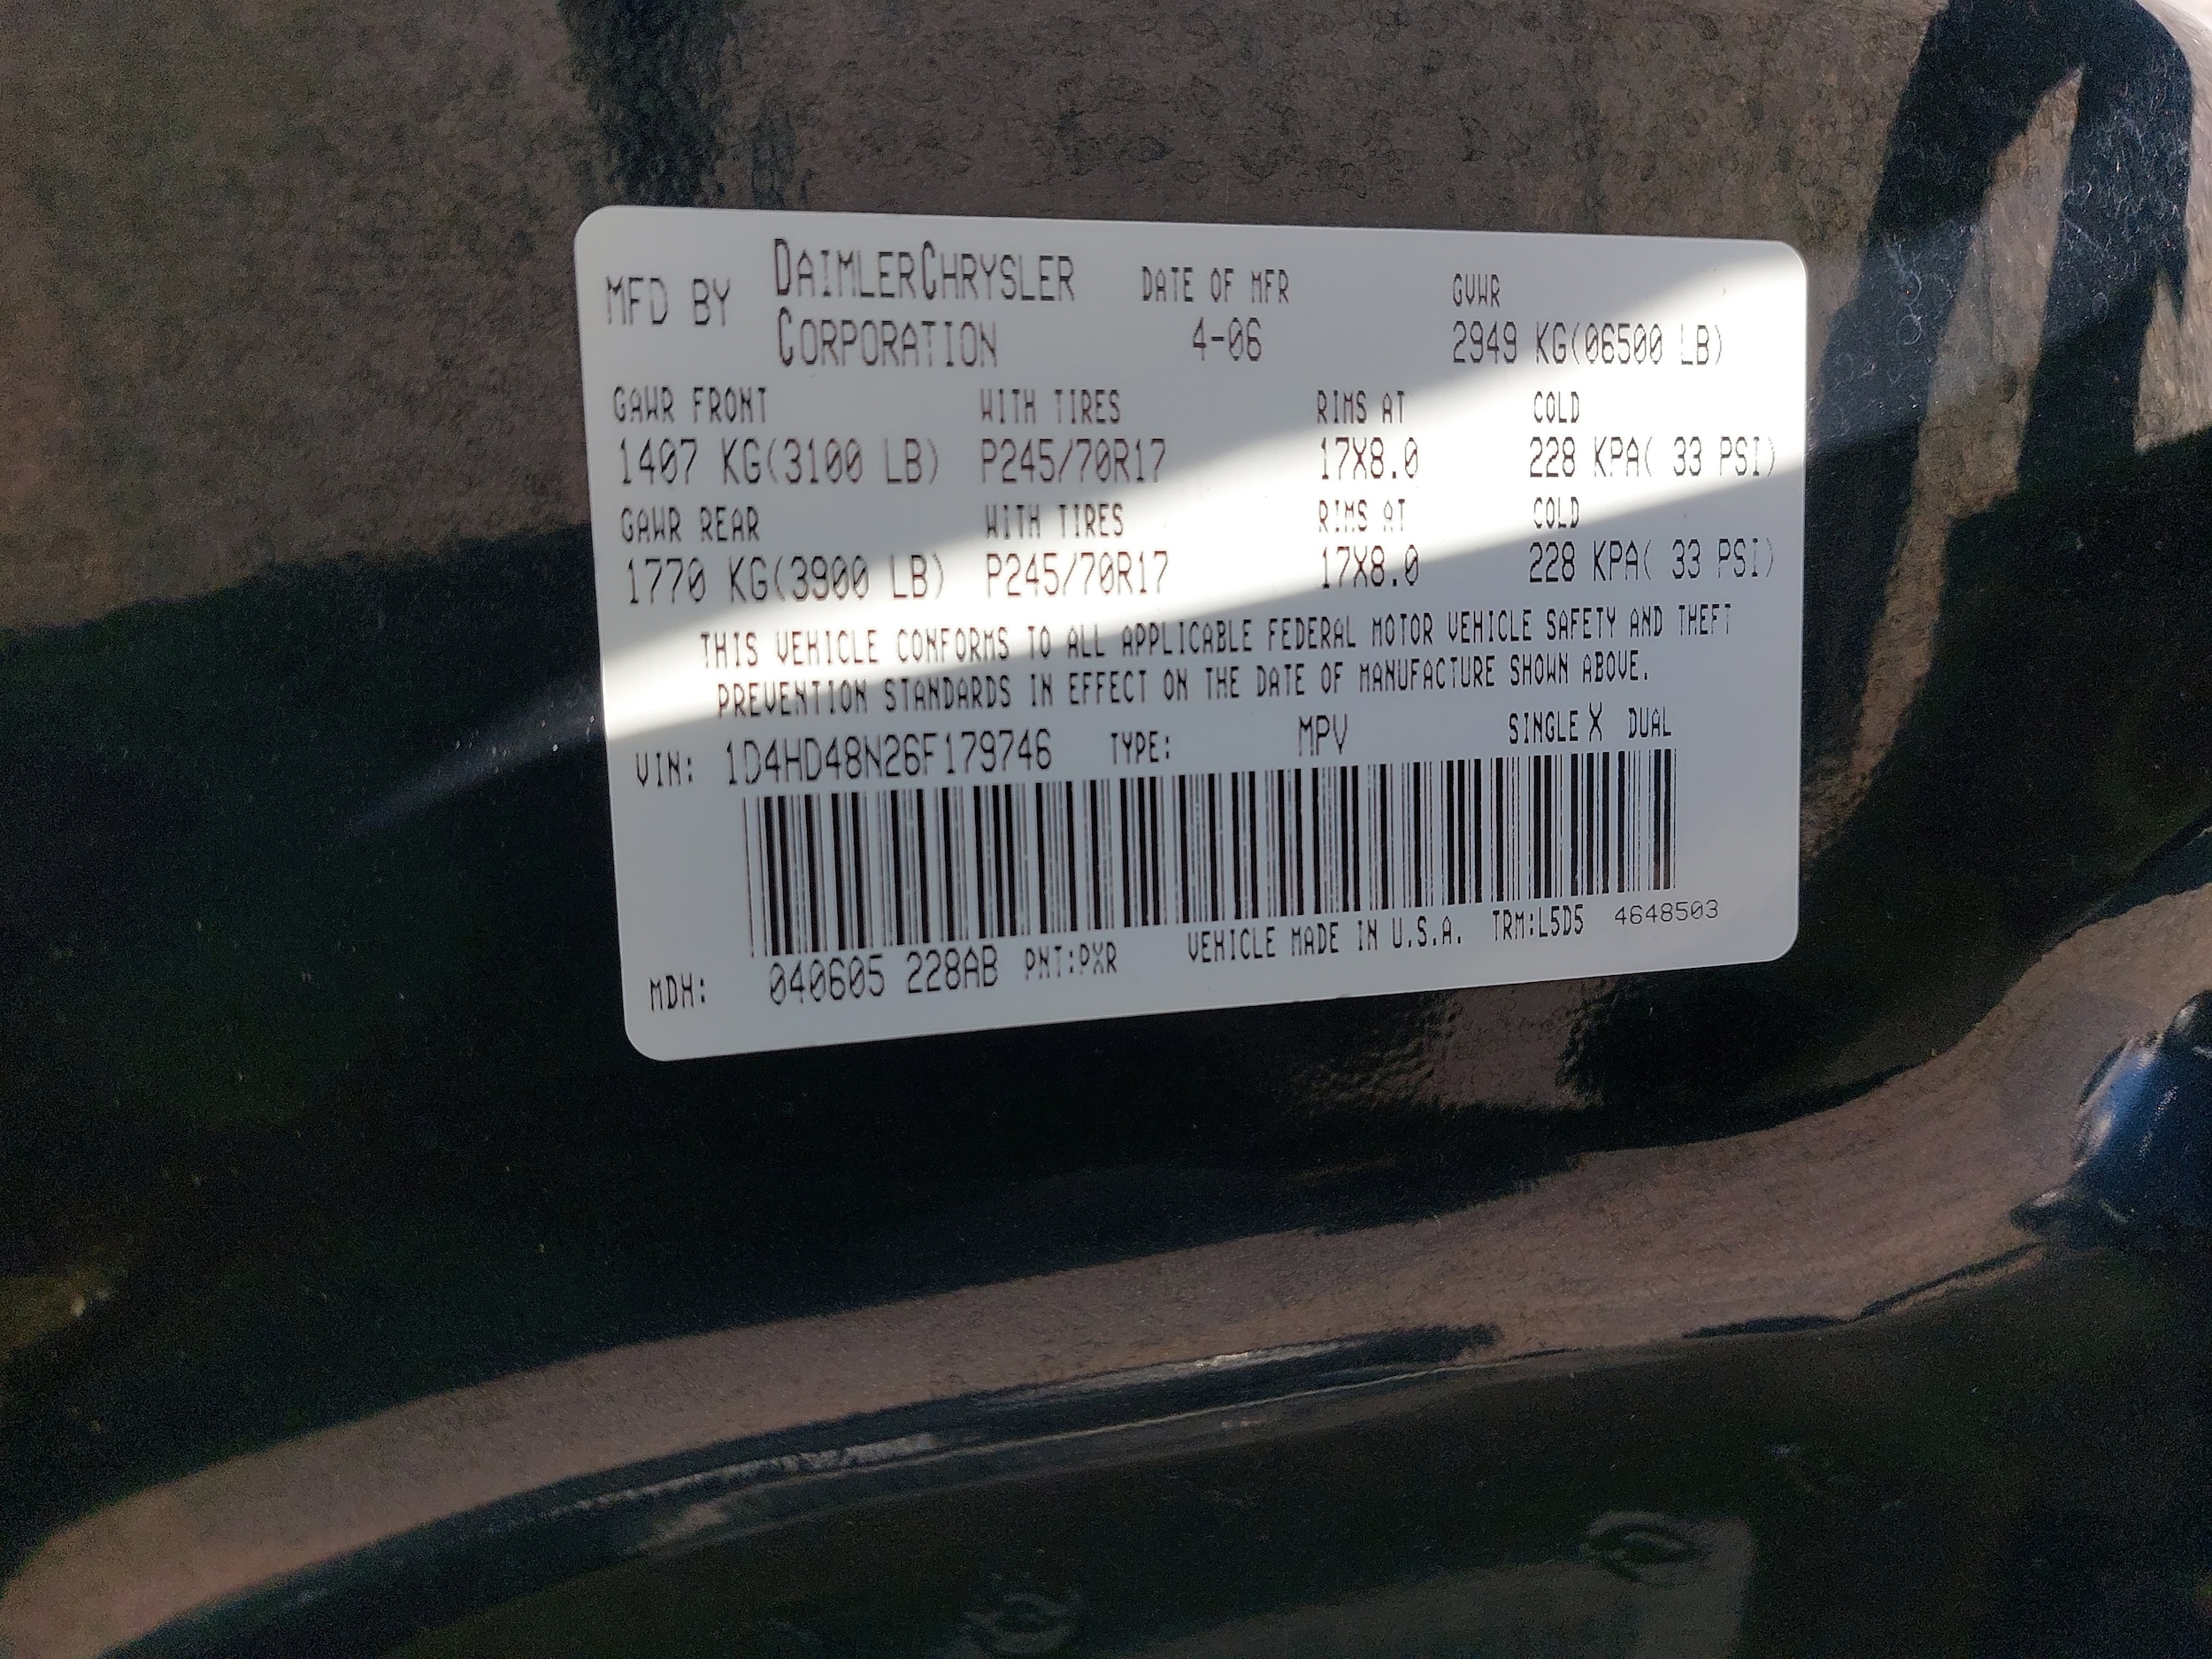 MFD BY DAIMLERCHRYSLER CORPORATION DATE OF MFR 4-06 GVWR 2949 KG(06500 LB)
GAWR FRONT WITH TIRES RIMS AT COLD
1407 KG(3100 LB) P245/70R17 17X8.0 228 KPA( 33 PSI)
GAWR REAR WITH TIRES RIMS AT COLD
1770 KG(3900 LB) P245/70R17 17X8.0 228 KPA( 33 PSI)
THIS VEHICLE CONFORMS TO ALL APPLICABLE FEDERAL MOTOR VEHICLE SAFETY AND THEFT
PREVENTION STANDARDS IN EFFECT ON THE DATE OF MANUFACTURE SHOWN ABOVE.
VIN: 1D4HD48N26F179746 TYPE: MPV SINGLE X DUAL
MDH: 040605 228AB PNT:PXR VEHICLE MADE IN U.S.A. TRM:L5D5 4648503